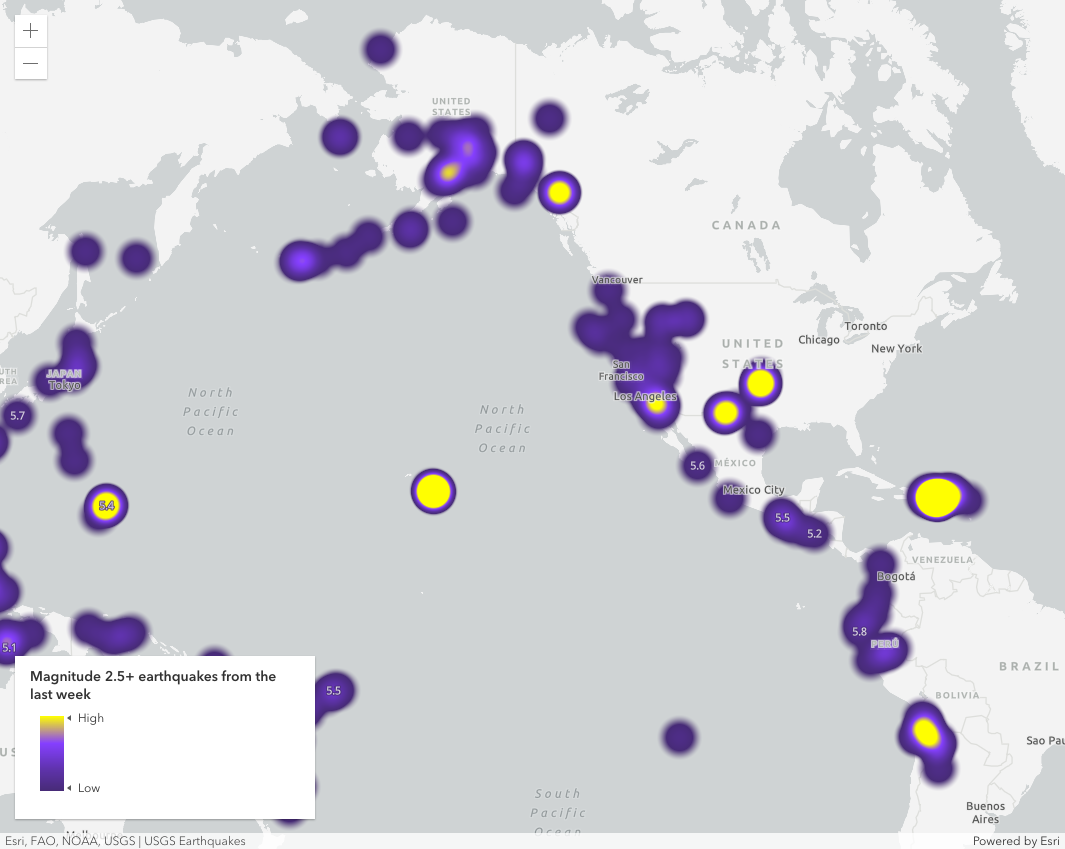 +
−
UNITED
STATES
CANADA
Vancouver
Toronto
Chicago
New York
UNITED
STATES
San
Francisco
Los Angeles
JAPAN
Tokyo
5.7
North
Pacific
Ocean
North
Pacific
Ocean
5.6
MÉXICO
Mexico City
5.4
5.5
5.2
VENEZUELA
Bogotá
5.8
PERÚ
5.1
BRAZIL
BOLIVIA
5.5
Magnitude 2.5+ earthquakes from the
last week
High
Low
Sao Pau
South
Pacific
Ocean
Buenos
Aires
Esri, FAO, NOAA, USGS | USGS Earthquakes
Powered by Esri